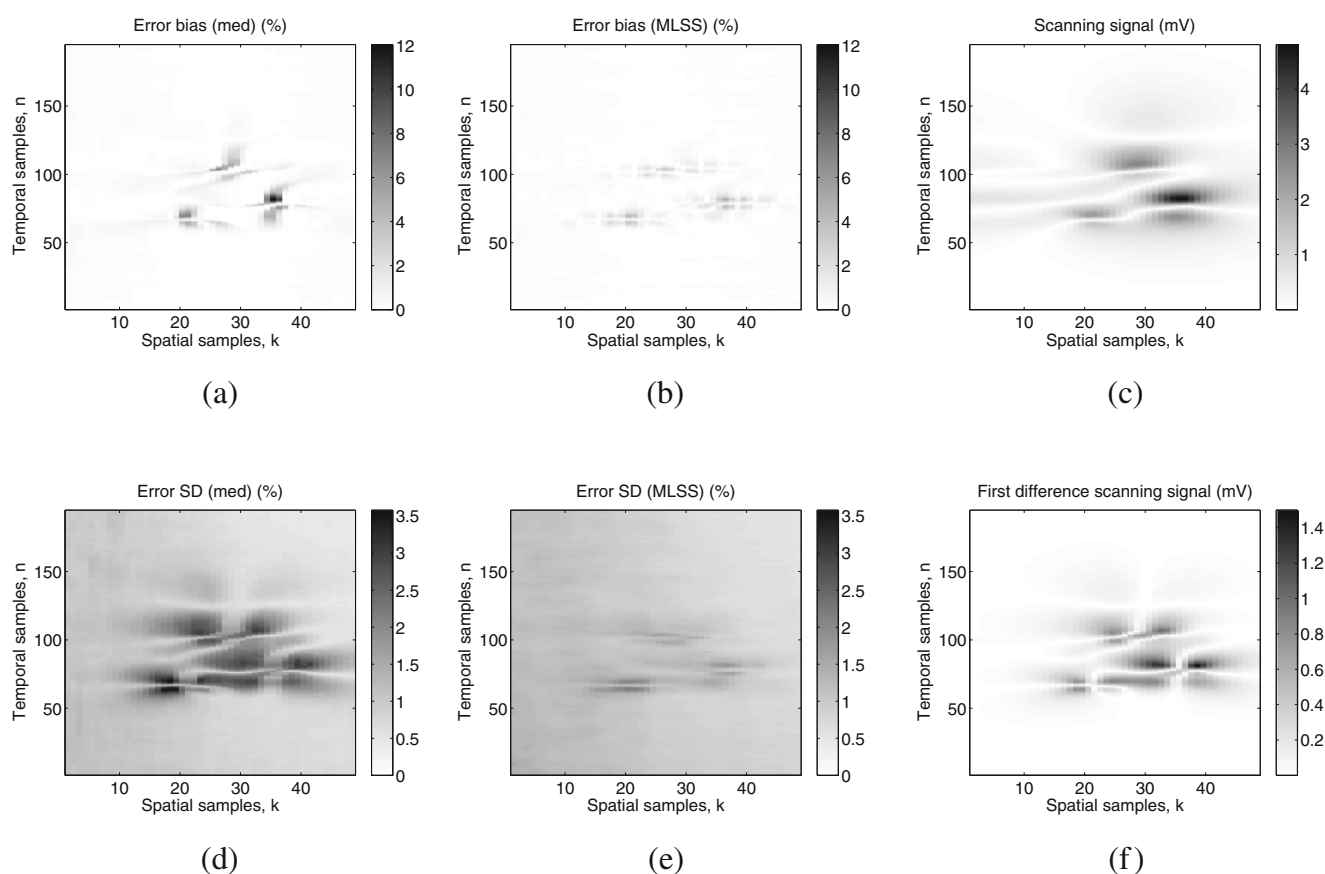 Error bias (med) (%)
Temporal samples, n
150
100
50
10 20 30 40
Spatial samples, k
12
10
8
6
4
2
0
(a)
Error bias (MLSS) (%)
Temporal samples, n
150
100
50
10 20 30 40
Spatial samples, k
12
10
8
6
4
2
0
(b)
Scanning signal (mV)
Temporal samples, n
150
100
50
10 20 30 40
Spatial samples, k
4
3
2
1
(c)
Error SD (med) (%)
Temporal samples, n
150
100
50
10 20 30 40
Spatial samples, k
3.5
3
2.5
2
1.5
1
0.5
0
(d)
Error SD (MLSS) (%)
Temporal samples, n
150
100
50
10 20 30 40
Spatial samples, k
3.5
3
2.5
2
1.5
1
0.5
0
(e)
First difference scanning signal (mV)
Temporal samples, n
150
100
50
10 20 30 40
Spatial samples, k
1.4
1.2
1
0.8
0.6
0.4
0.2
(f)